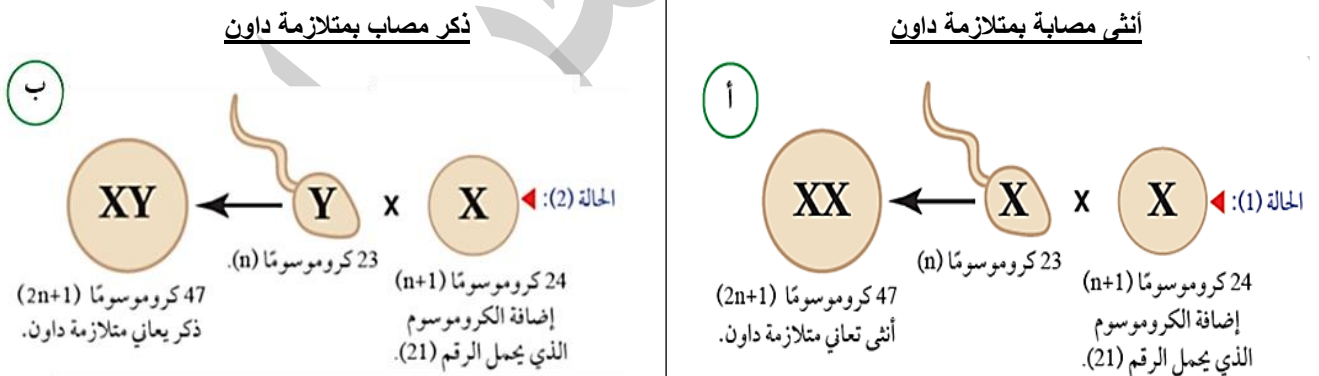 أنثى مصابة بمتلازمة داون
أ
الحالة (1):
X
X
X
XX
24 كروموسومًا (n+1)
إضافة الكروموسوم
الذي يحمل الرقم (21).
23 كروموسومًا (n)
47 كروموسومًا (2n+1)
أنثى تعاني متلازمة داون.
ذكر مصاب بمتلازمة داون
ب
الحالة (2):
X
X
Y
XY
24 كروموسومًا (n+1)
إضافة الكروموسوم
الذي يحمل الرقم (21).
23 كروموسومًا (n).
47 كروموسومًا (2n+1)
ذكر يعاني متلازمة داون.